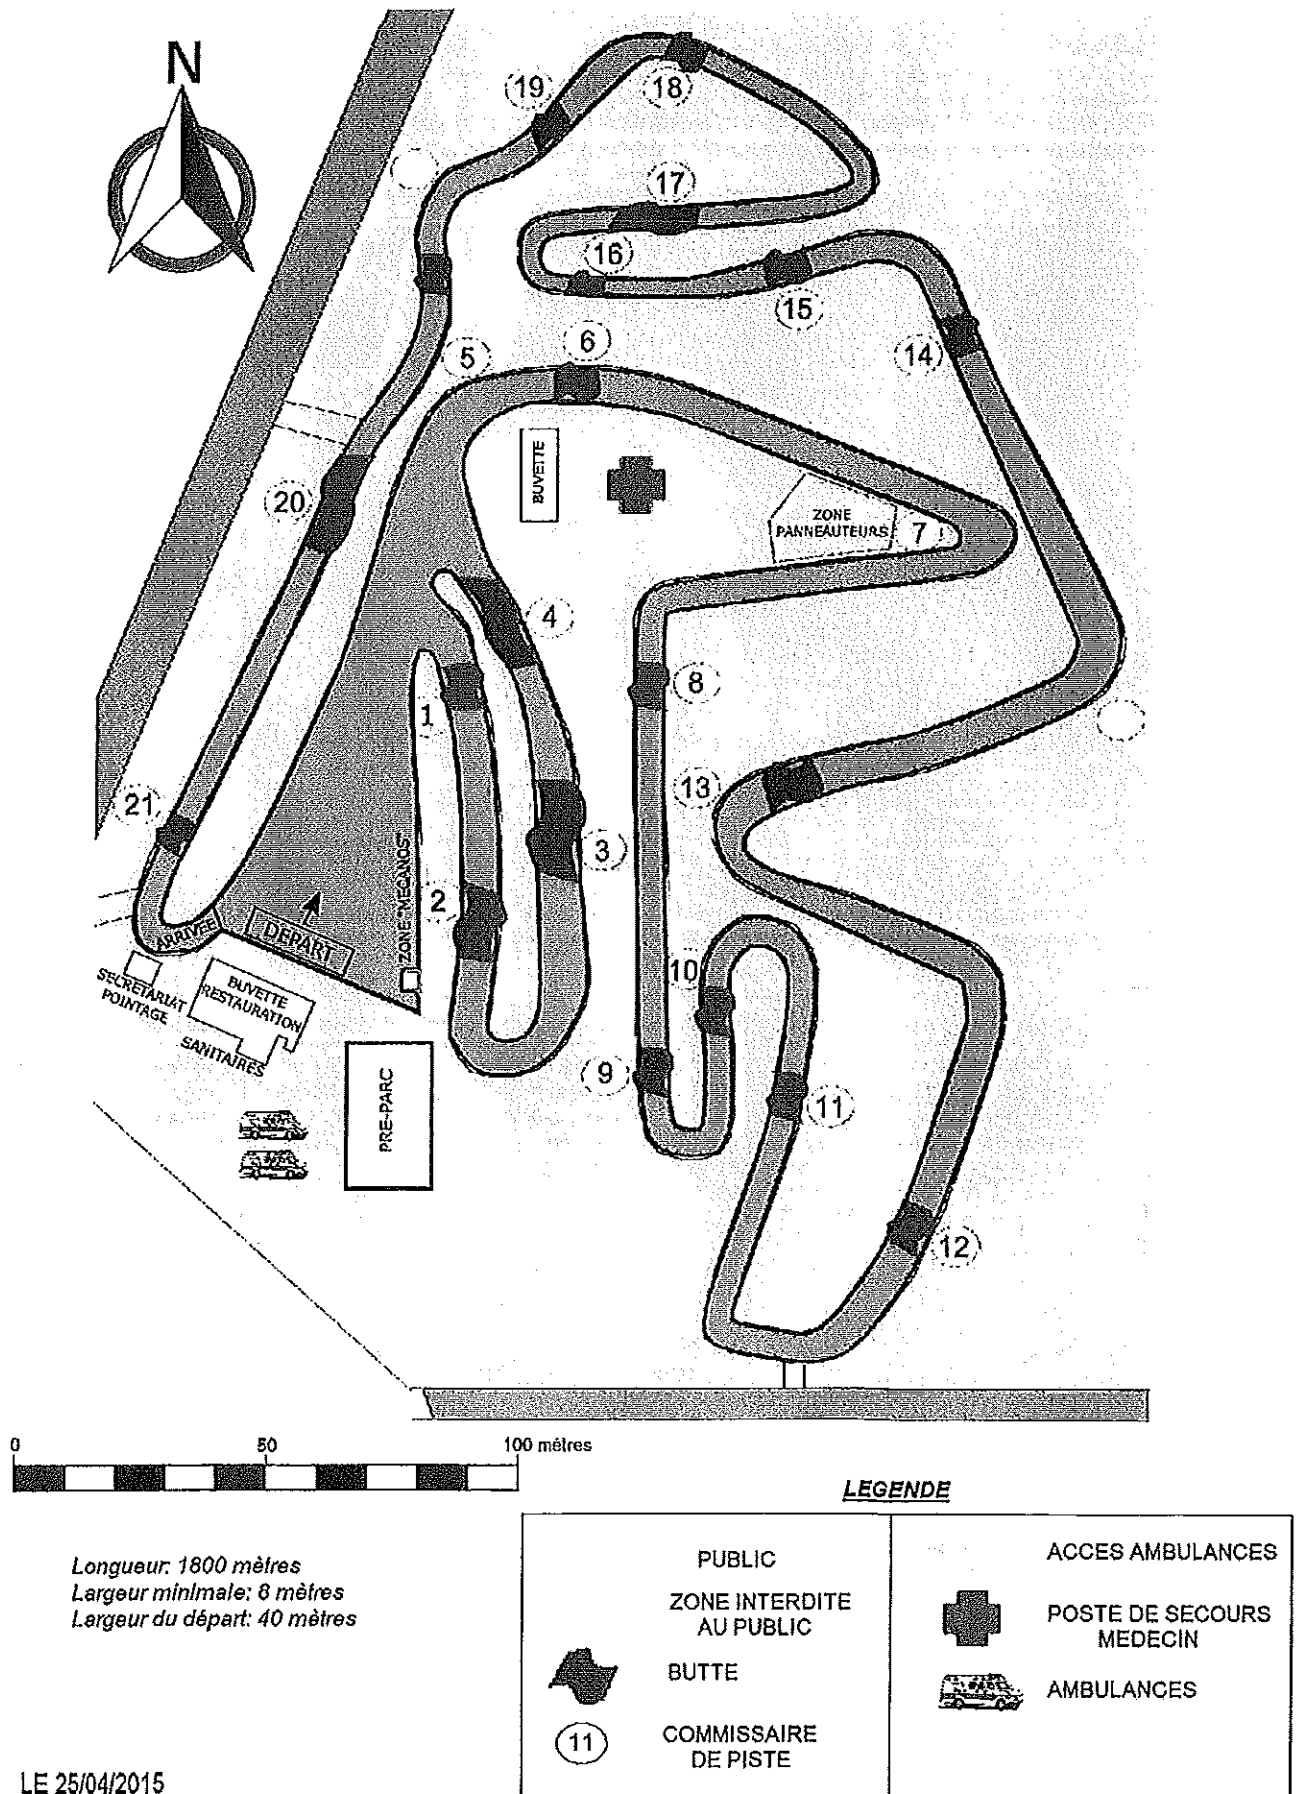 N
19
18
17
16
15
14
5
6
20
BUVETTE
ZONE
PANNEAUTEURS
7
4
1
8
13
21
3
2
ZONE "MECANOS"
DEPART
ARRIVEE
10
SECRETARIAT
POINTAGE
BUVETTE
RESTAURATION
SANITAIRES
9
11
PRE-PARC
12
0 50 100 mètres
LEGENDE
Longueur: 1800 mètres
Largeur minimale: 8 mètres
Largeur du départ: 40 mètres
PUBLIC
ZONE INTERDITE
AU PUBLIC
BUTTE
11
COMMISSAIRE
DE PISTE
ACCES AMBULANCES
POSTE DE SECOURS
MEDECIN
AMBULANCES
LE 25/04/2015